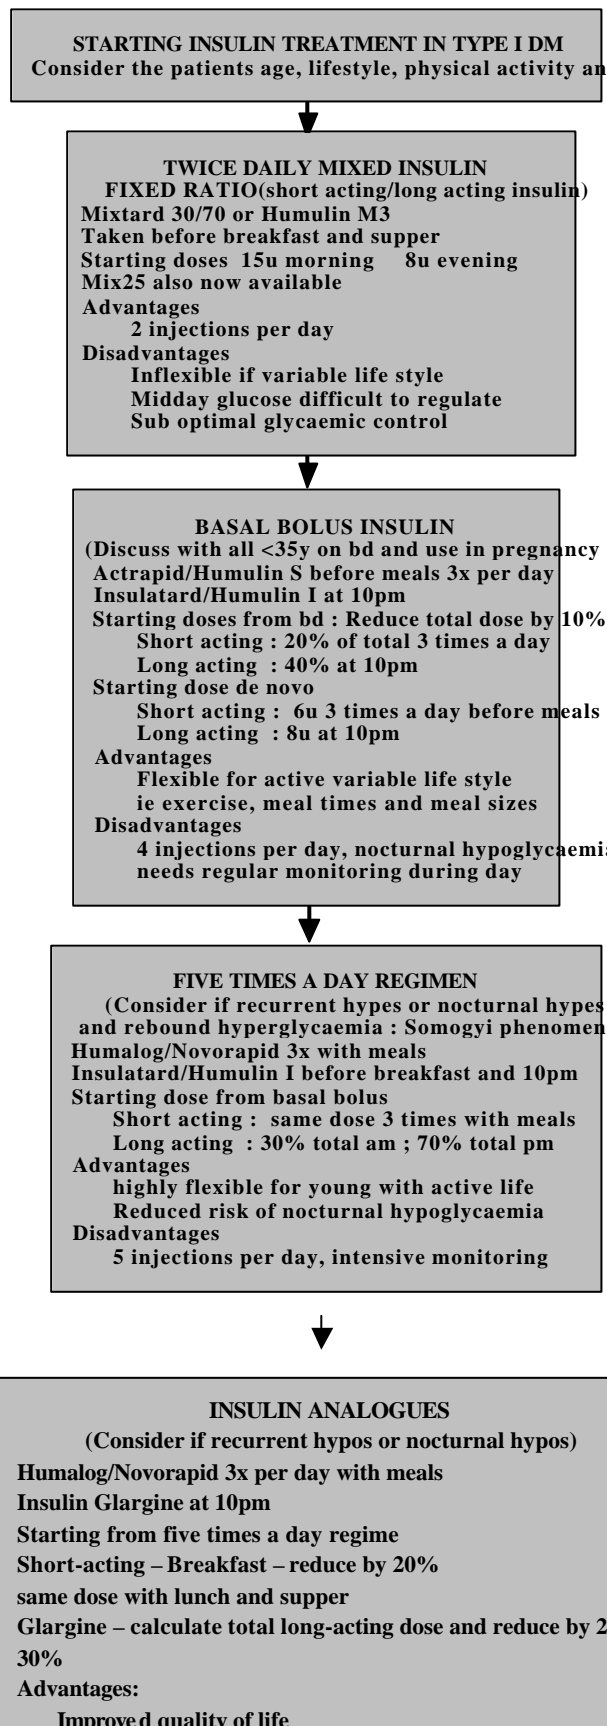 STARTING INSULIN TREATMENT IN TYPE I DM
Consider the patients age, lifestyle, physical activity an
TWICE DAILY MIXED INSULIN
FIXED RATIO(short acting/long acting insulin)
Mixtard 30/70 or Humulin M3
Taken before breakfast and supper
Starting doses 15u morning 8u evening
Mix25 also now available
Advantages
2 injections per day
Disadvantages
Inflexible if variable life style
Midday glucose difficult to regulate
Sub optimal glycaemic control
BASAL BOLUS INSULIN
(Discuss with all <35y on bd and use in pregnancy
Actrapid/Humulin S before meals 3x per day
Insulatard/Humulin I at 10pm
Starting doses from bd : Reduce total dose by 10%
Short acting : 20% of total 3 times a day
Long acting : 40% at 10pm
Starting dose de novo
Short acting : 6u 3 times a day before meals
Long acting : 8u at 10pm
Advantages
Flexible for active variable life style
ie exercise, meal times and meal sizes
Disadvantages
4 injections per day, nocturnal hypoglycaemia
needs regular monitoring during day
FIVE TIMES A DAY REGIMEN
(Consider if recurrent hypes or nocturnal hypes
and rebound hyperglycaemia : Somogyi phenomen
Humalog/Novorapid 3x with meals
Insulatard/Humulin I before breakfast and 10pm
Starting dose from basal bolus
Short acting : same dose 3 times with meals
Long acting : 30% total am ; 70% total pm
Advantages
highly flexible for young with active life
Reduced risk of nocturnal hypoglycaemia
Disadvantages
5 injections per day, intensive monitoring
INSULIN ANALOGUES
(Consider if recurrent hypos or nocturnal hypos)
Humalog/Novorapid 3x per day with meals
Insulin Glargine at 10pm
Starting from five times a day regime
Short-acting – Breakfast – reduce by 20%
same dose with lunch and supper
Glargine – calculate total long-acting dose and reduce by 2
30%
Advantages:
Improved quality of life